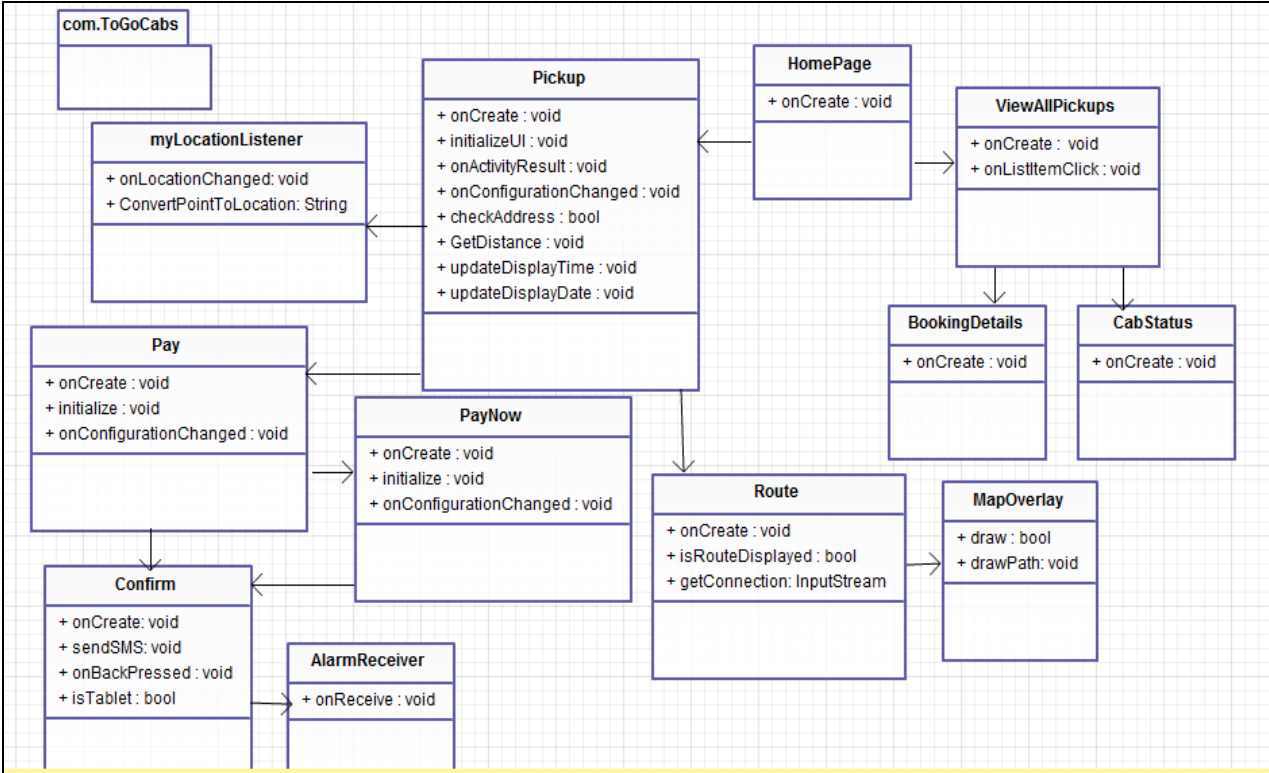 com.ToGoCabs
Pickup
+ onCreate : void
+ initializeUI : void
+ onActivityResult : void
+ onConfigurationChanged : void
+ checkAddress : bool
+ GetDistance : void
+ updateDisplayTime : void
+ updateDisplayDate : void
HomePage
+ onCreate : void
ViewAllPickups
+ onCreate :  void
+ onListItemClick : void
myLocationListener
+ onLocationChanged: void
+ ConvertPointToLocation: String
BookingDetails
+ onCreate : void
CabStatus
+ onCreate : void
Pay
+ onCreate : void
+ initialize : void
+ onConfigurationChanged : void
PayNow
+ onCreate : void
+ initialize : void
+ onConfigurationChanged : void
Route
+ onCreate : void
+ isRouteDisplayed : bool
+ getConnection: InputStream
MapOverlay
+ draw : bool
+ drawPath: void
Confirm
+ onCreate: void
+ sendSMS: void
+ onBackPressed : void
+ isTablet : bool
AlarmReceiver
+ onReceive : void